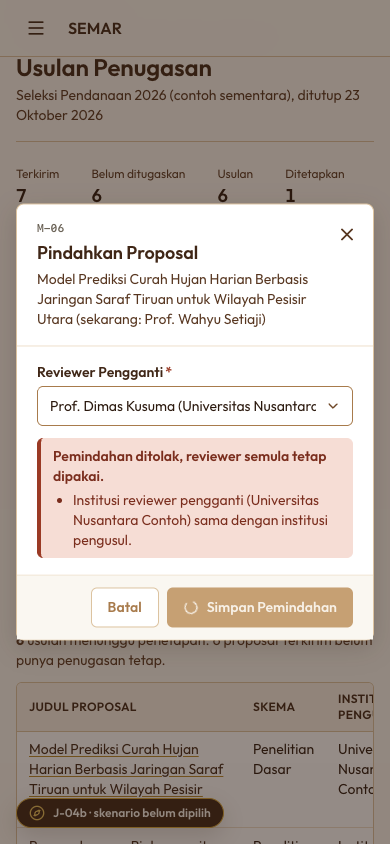 SEMAR
Usulan Penugasan
Seleksi Pendanaan 2026 (contoh sementara), ditutup 23
Oktober 2026
Terkirim
Belum ditugaskan
Usulan
Ditetapkan
7
6
6
1
M-06
Pindahkan Proposal
Model Prediksi Curah Hujan Harian Berbasis
Jaringan Saraf Tiruan untuk Wilayah Pesisir
Utara (sekarang: Prof. Wahyu Setiaji)
Reviewer Pengganti *
Prof. Dimas Kusuma (Universitas Nusantara
Pemindahan ditolak, reviewer semula tetap
dipakai.
• Institusi reviewer pengganti (Universitas
Nusantara Contoh) sama dengan institusi
pengusul.
Batal
Simpan Pemindahan
6 usulan menunggu penetapan. 6 proposal Terkirim belum
punya penugasan tetap.
JUDUL PROPOSAL
SKEMA
Model Prediksi Curah Hujan
Harian Berbasis Jaringan Saraf
Tiruan untuk Wilayah Pesisir
Penelitian
Dasar
J-04b · skenario belum dipilih